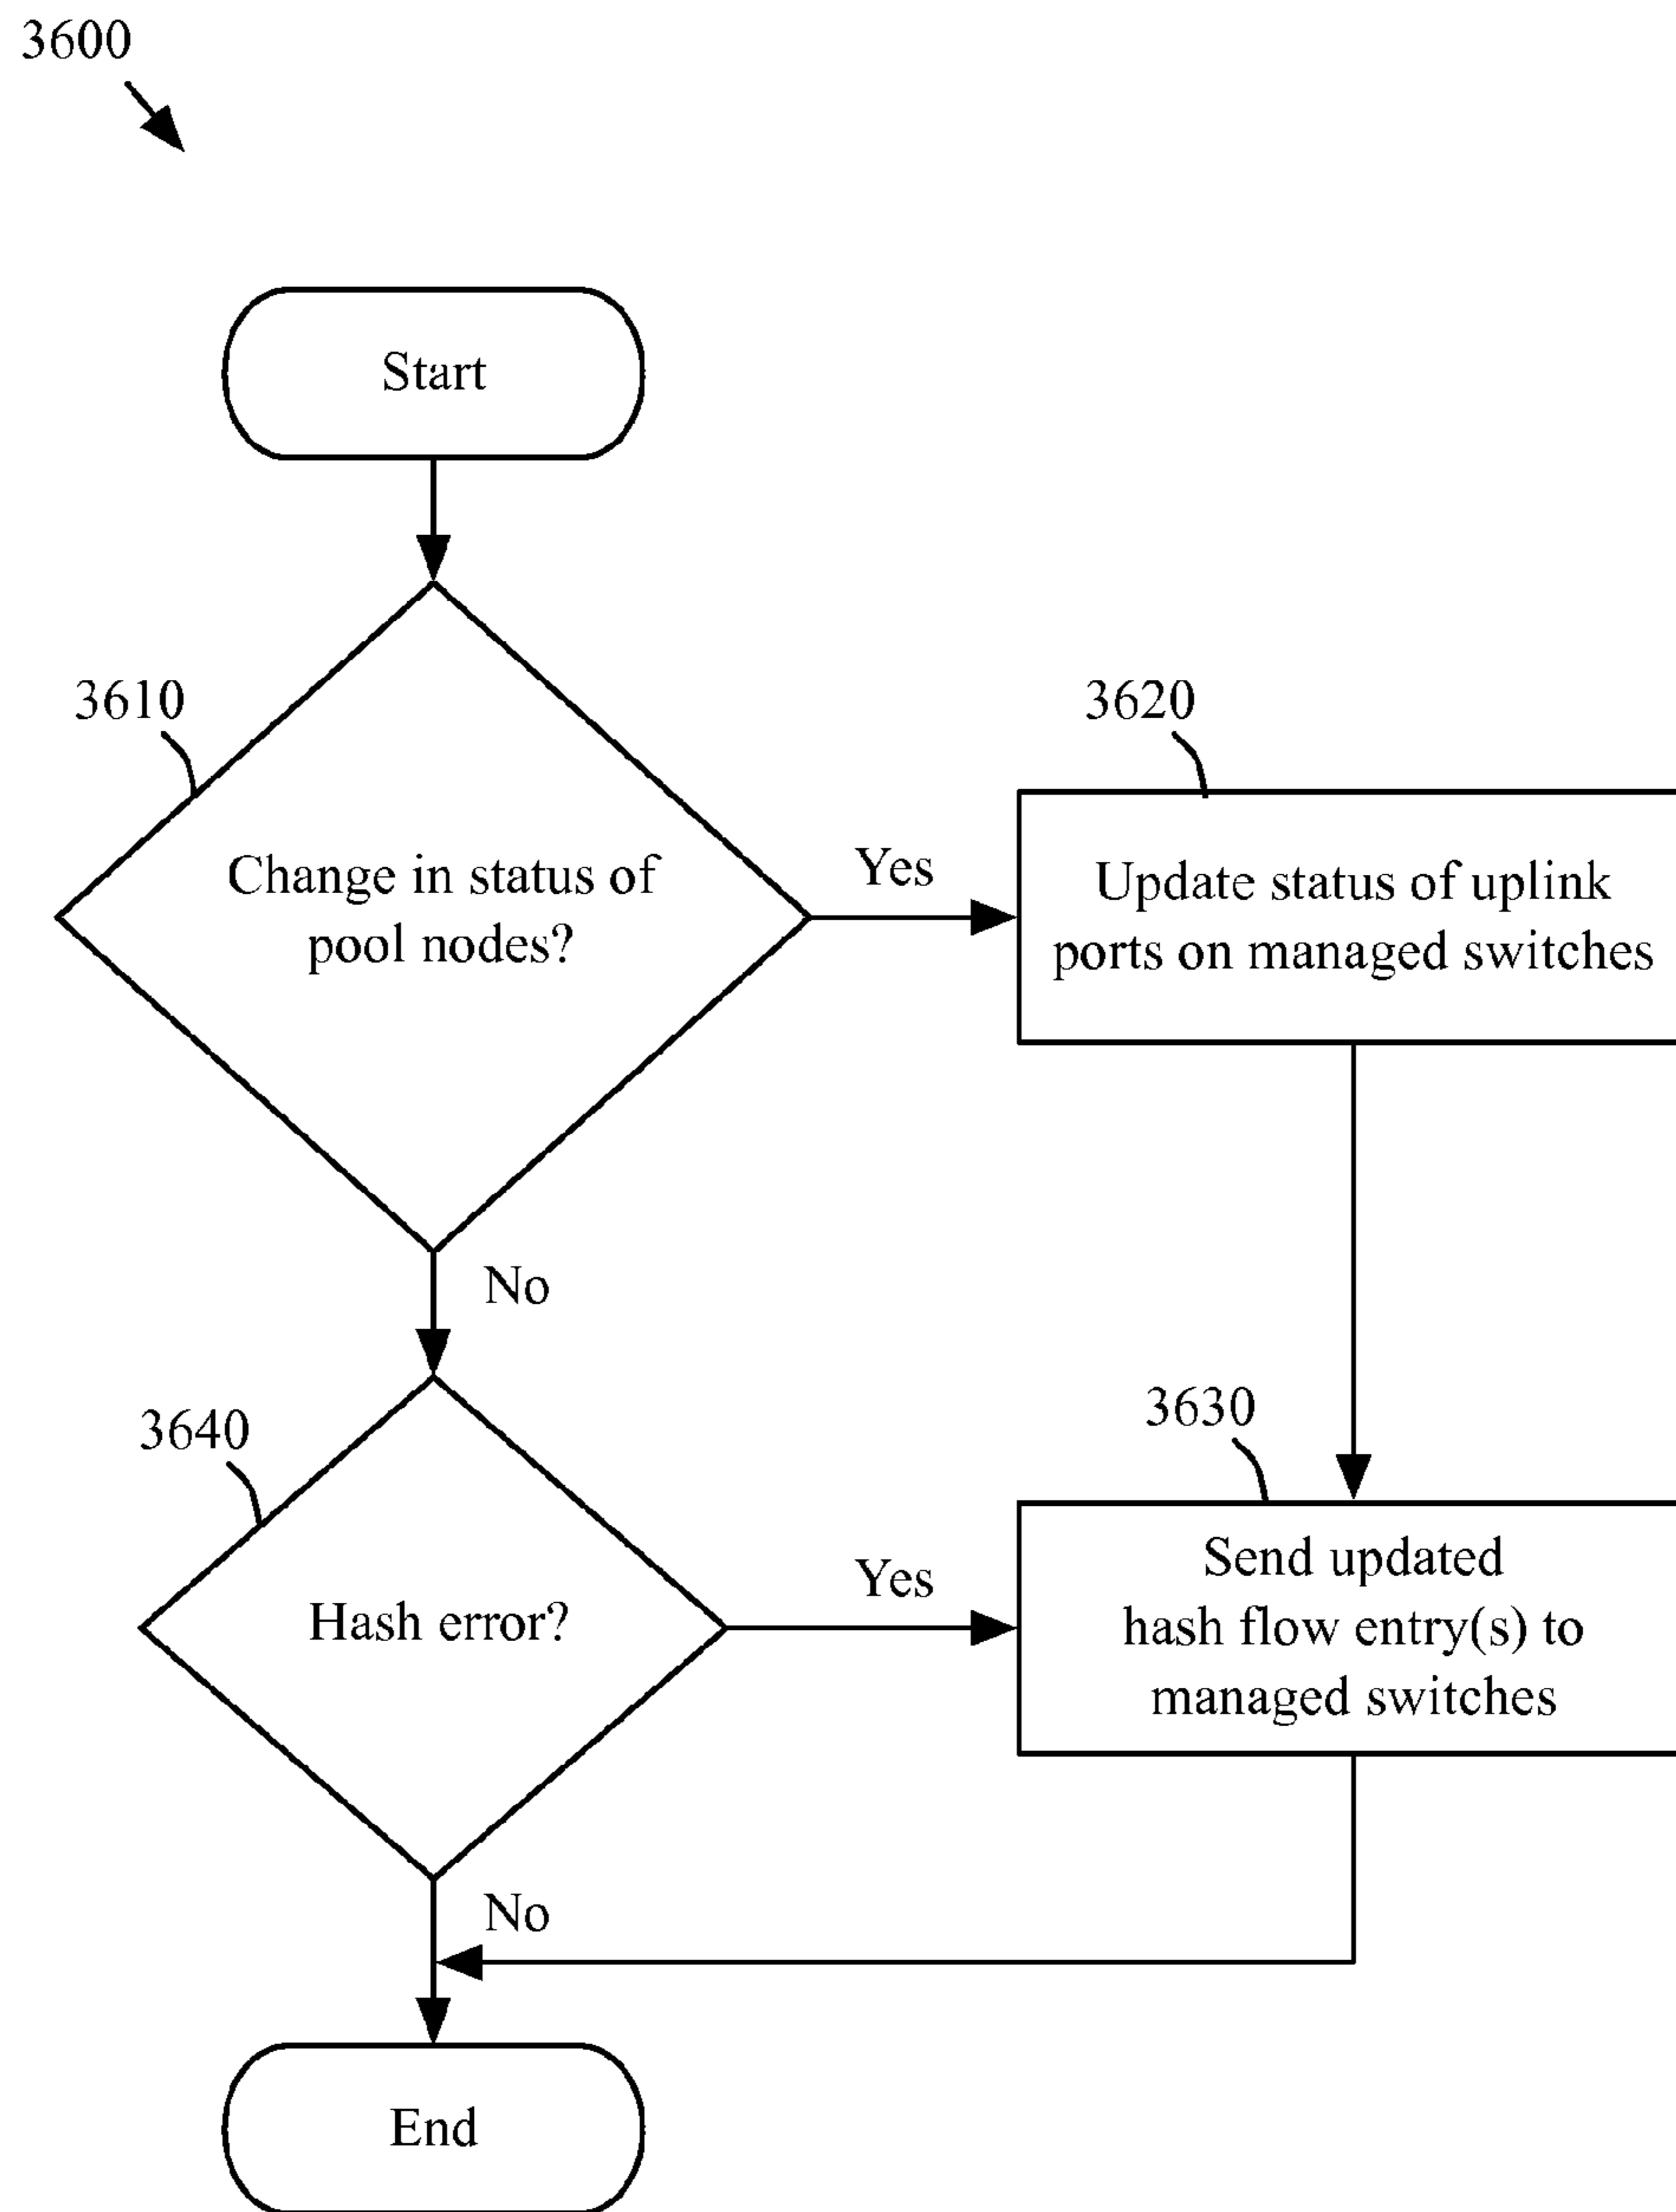 3600
Start
3610
Change in status of
pool nodes?
Yes
3620
Update status of uplink
ports on managed switches
No
3640
Hash error?
Yes
3630
Send updated
hash flow entry(s) to
managed switches
No
End